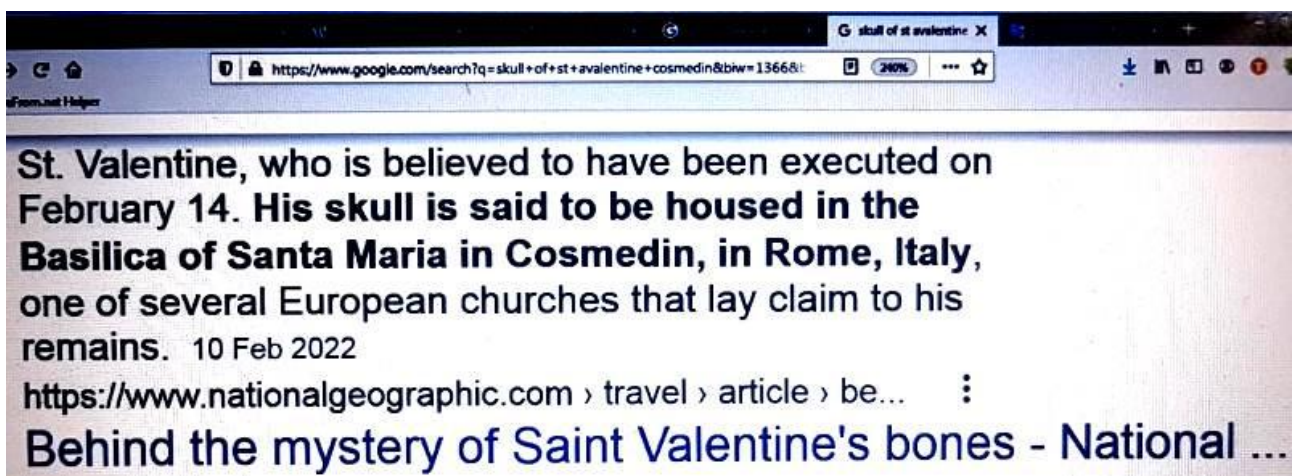 G skull of st avalentine X
https://www.google.com/search?q=skull+of+st+avalentine+cosmedin&biw=1366&
240%
Helper
St. Valentine, who is believed to have been executed on
February 14. His skull is said to be housed in the
Basilica of Santa Maria in Cosmedin, in Rome, Italy,
one of several European churches that lay claim to his
remains. 10 Feb 2022
https://www.nationalgeographic.com › travel › article › be...
Behind the mystery of Saint Valentine's bones - National ...